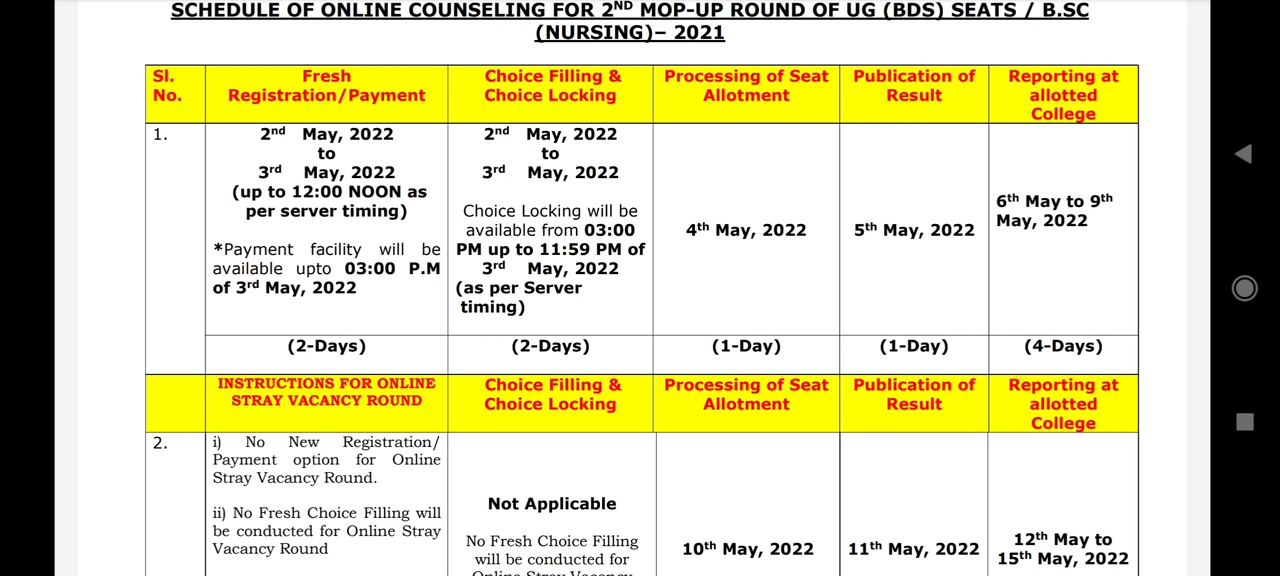 SCHEDULE OF ONLINE COUNSELING FOR 2ND MOP-UP ROUND OF UG (BDS) SEATS / B.SC
(NURSING)– 2021
Sl. No.
Fresh Registration/Payment
Choice Filling & Choice Locking
Processing of Seat Allotment
Publication of Result
Reporting at allotted College
1.
2nd May, 2022
to
3rd May, 2022
(up to 12:00 NOON as
per server timing)
*Payment facility will be
available upto 03:00 P.M
of 3rd May, 2022
2nd May, 2022
to
3rd May, 2022
Choice Locking will be
available from 03:00
PM up to 11:59 PM of
3rd May, 2022
(as per Server
timing)
4th May, 2022
5th May, 2022
6th May to 9th
May, 2022
(2-Days)
(2-Days)
(1-Day)
(1-Day)
(4-Days)
INSTRUCTIONS FOR ONLINE
STRAY VACANCY ROUND
Choice Filling &
Choice Locking
Processing of Seat
Allotment
Publication of
Result
Reporting at
allotted
College
2.
i) No New Registration/
Payment option for Online
Stray Vacancy Round.
ii) No Fresh Choice Filling will
be conducted for Online Stray
Vacancy Round
Not Applicable
No Fresh Choice Filling
will be conducted for
Online Stray Vacancy
10th May, 2022
11th May, 2022
12th May to
15th May, 2022